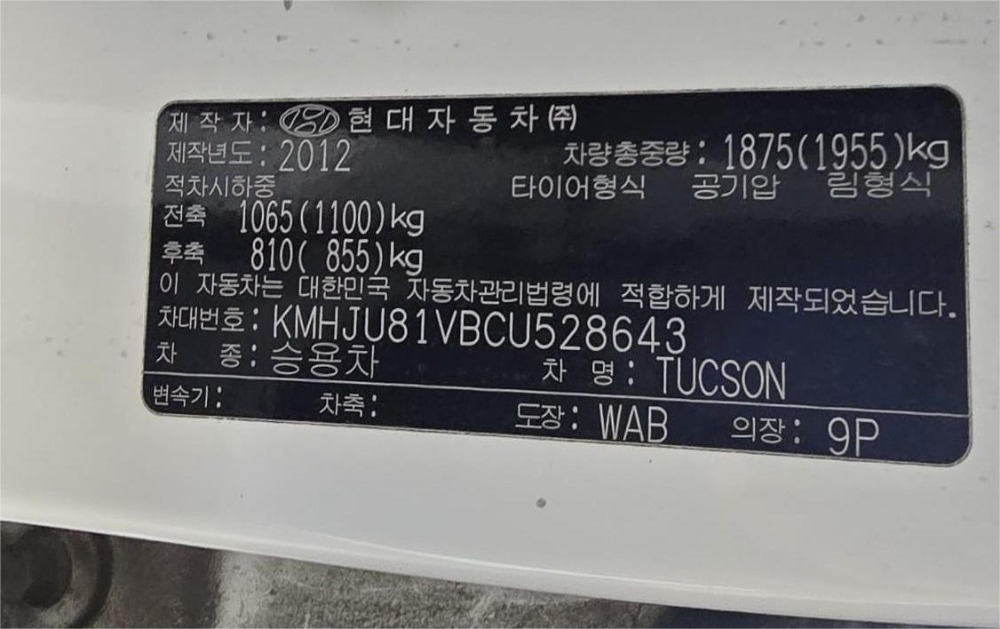 제 작 자 : 현대자동차㈜
제작년도 : 2012 차량총중량 : 1875(1955)kg
적차시하중 타이어형식 공기압 림형식
전축 1065(1100)kg
후축 810( 855)kg
이 자동차는 대한민국 자동차관리법령에 적합하게 제작되었습니다.
차대번호 : KMHJU81VBCU528643
차 종 : 승용차 차 명 : TUCSON
변속기 : 차축 : 도장 : WAB 의장 : 9P